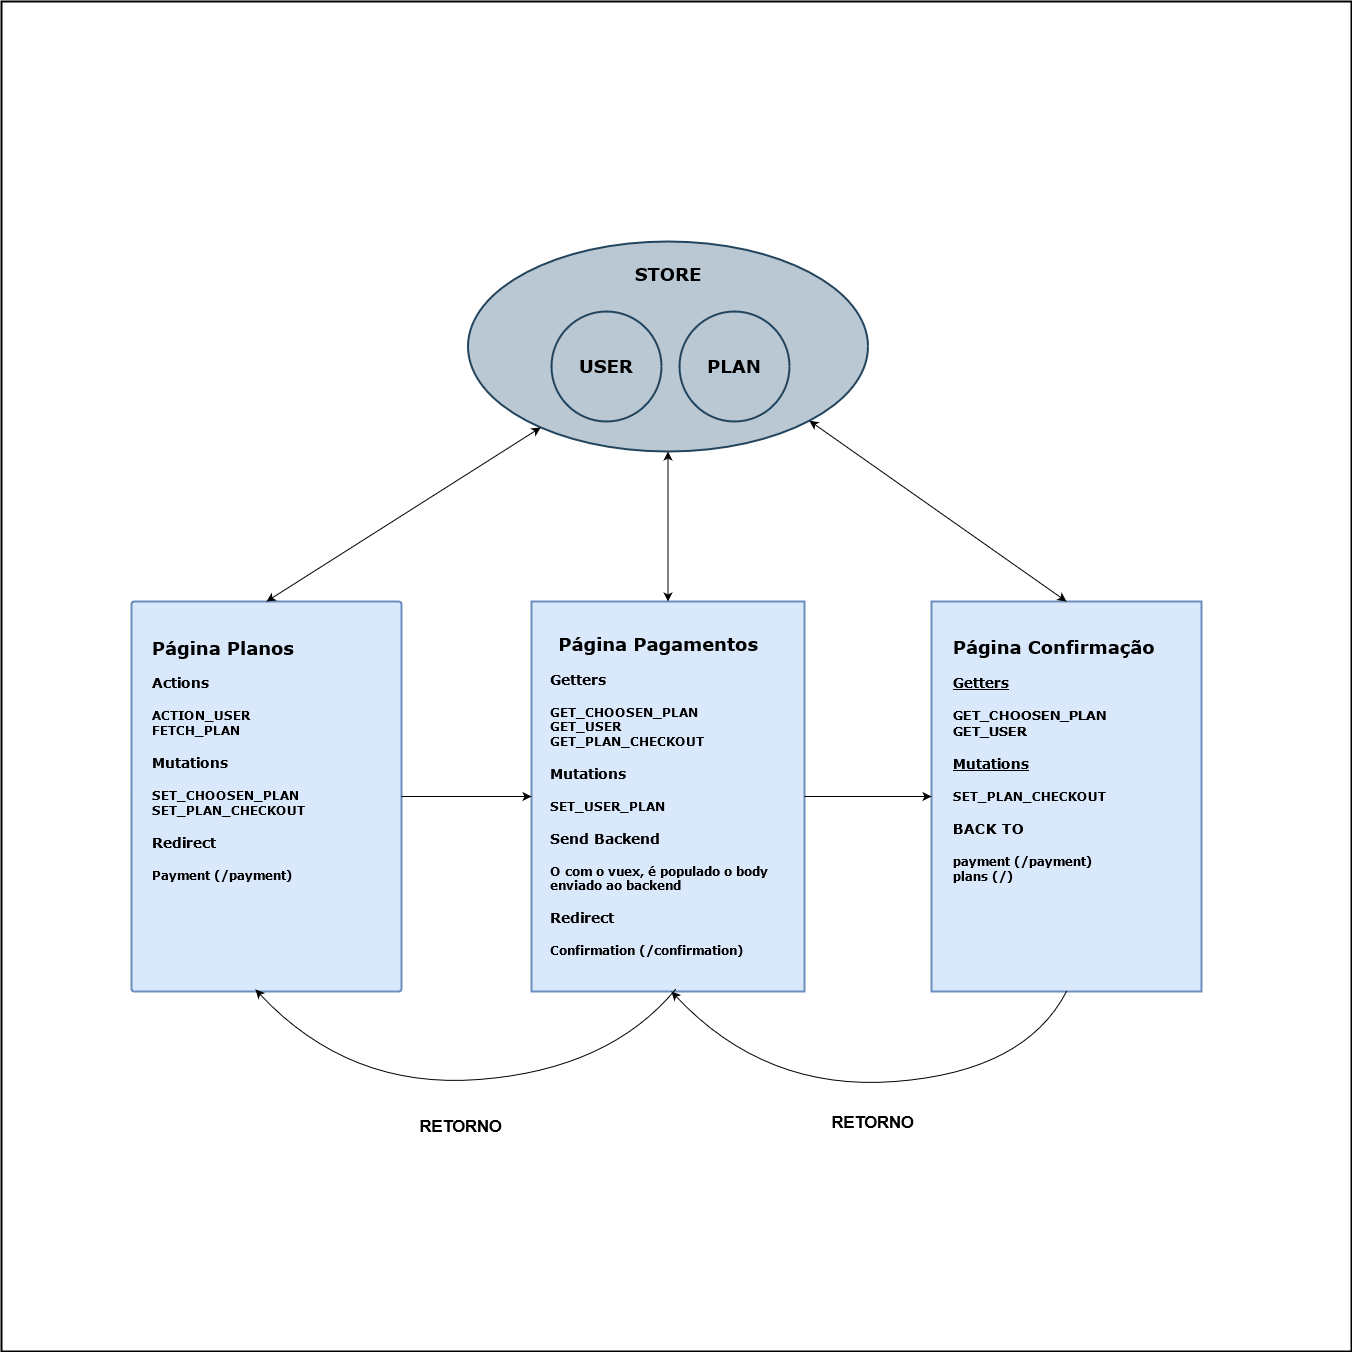 STORE
USER
PLAN
Página Planos
Actions
ACTION_USER
FETCH_PLAN
Mutations
SET_CHOOSEN_PLAN
SET_PLAN_CHECKOUT
Redirect
Payment (/payment)
Página Pagamentos
Getters
GET_CHOOSEN_PLAN
GET_USER
GET_PLAN_CHECKOUT
Mutations
SET_USER_PLAN
Send Backend
O com o vuex, é populado o body
enviado ao backend
Redirect
Confirmation (/confirmation)
Página Confirmação
Getters
GET_CHOOSEN_PLAN
GET_USER
Mutations
SET_PLAN_CHECKOUT
BACK TO
payment (/payment)
plans (/)
RETORNO
RETORNO